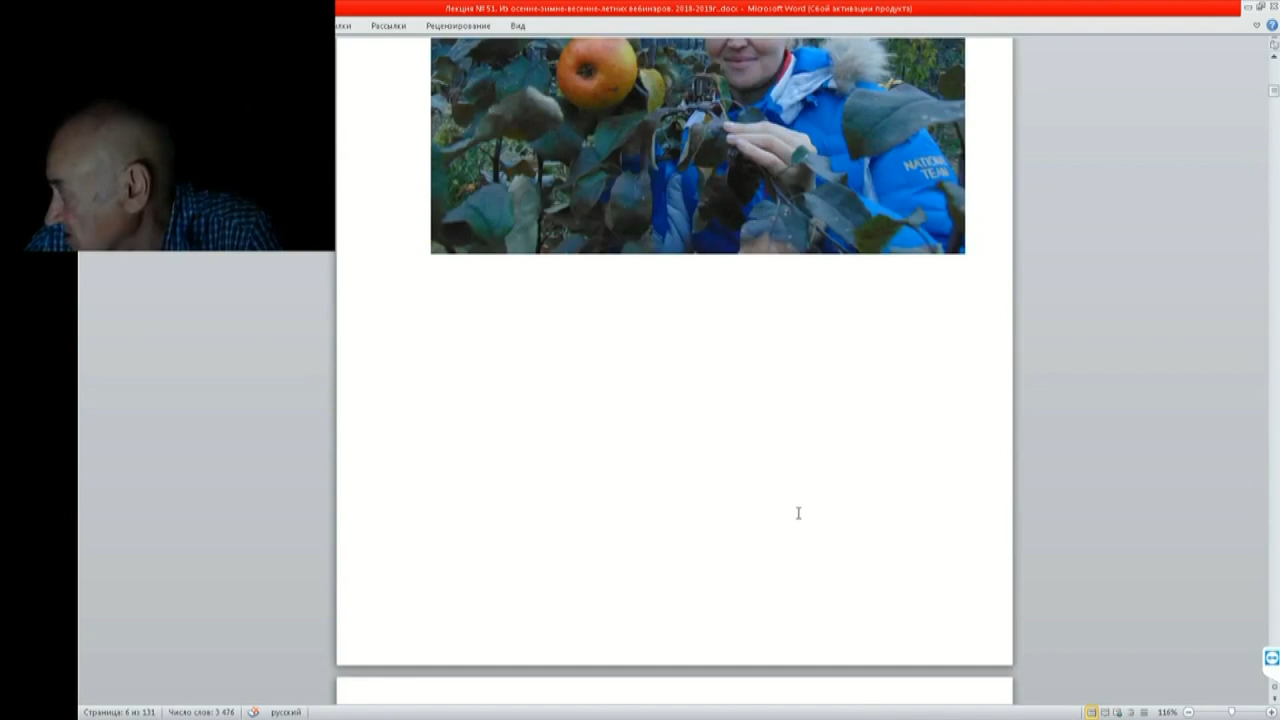 Лекция № 51. Из осенне-зимне-весенне-летних вебинаров. 2018-2019г..docx - Microsoft Word (Сбой активации продукта)
лки Рассылки Рецензирование Вид
NATIONAL
TEAM
Страница: 6 из 131 Число слов: 3 476 русский 116%